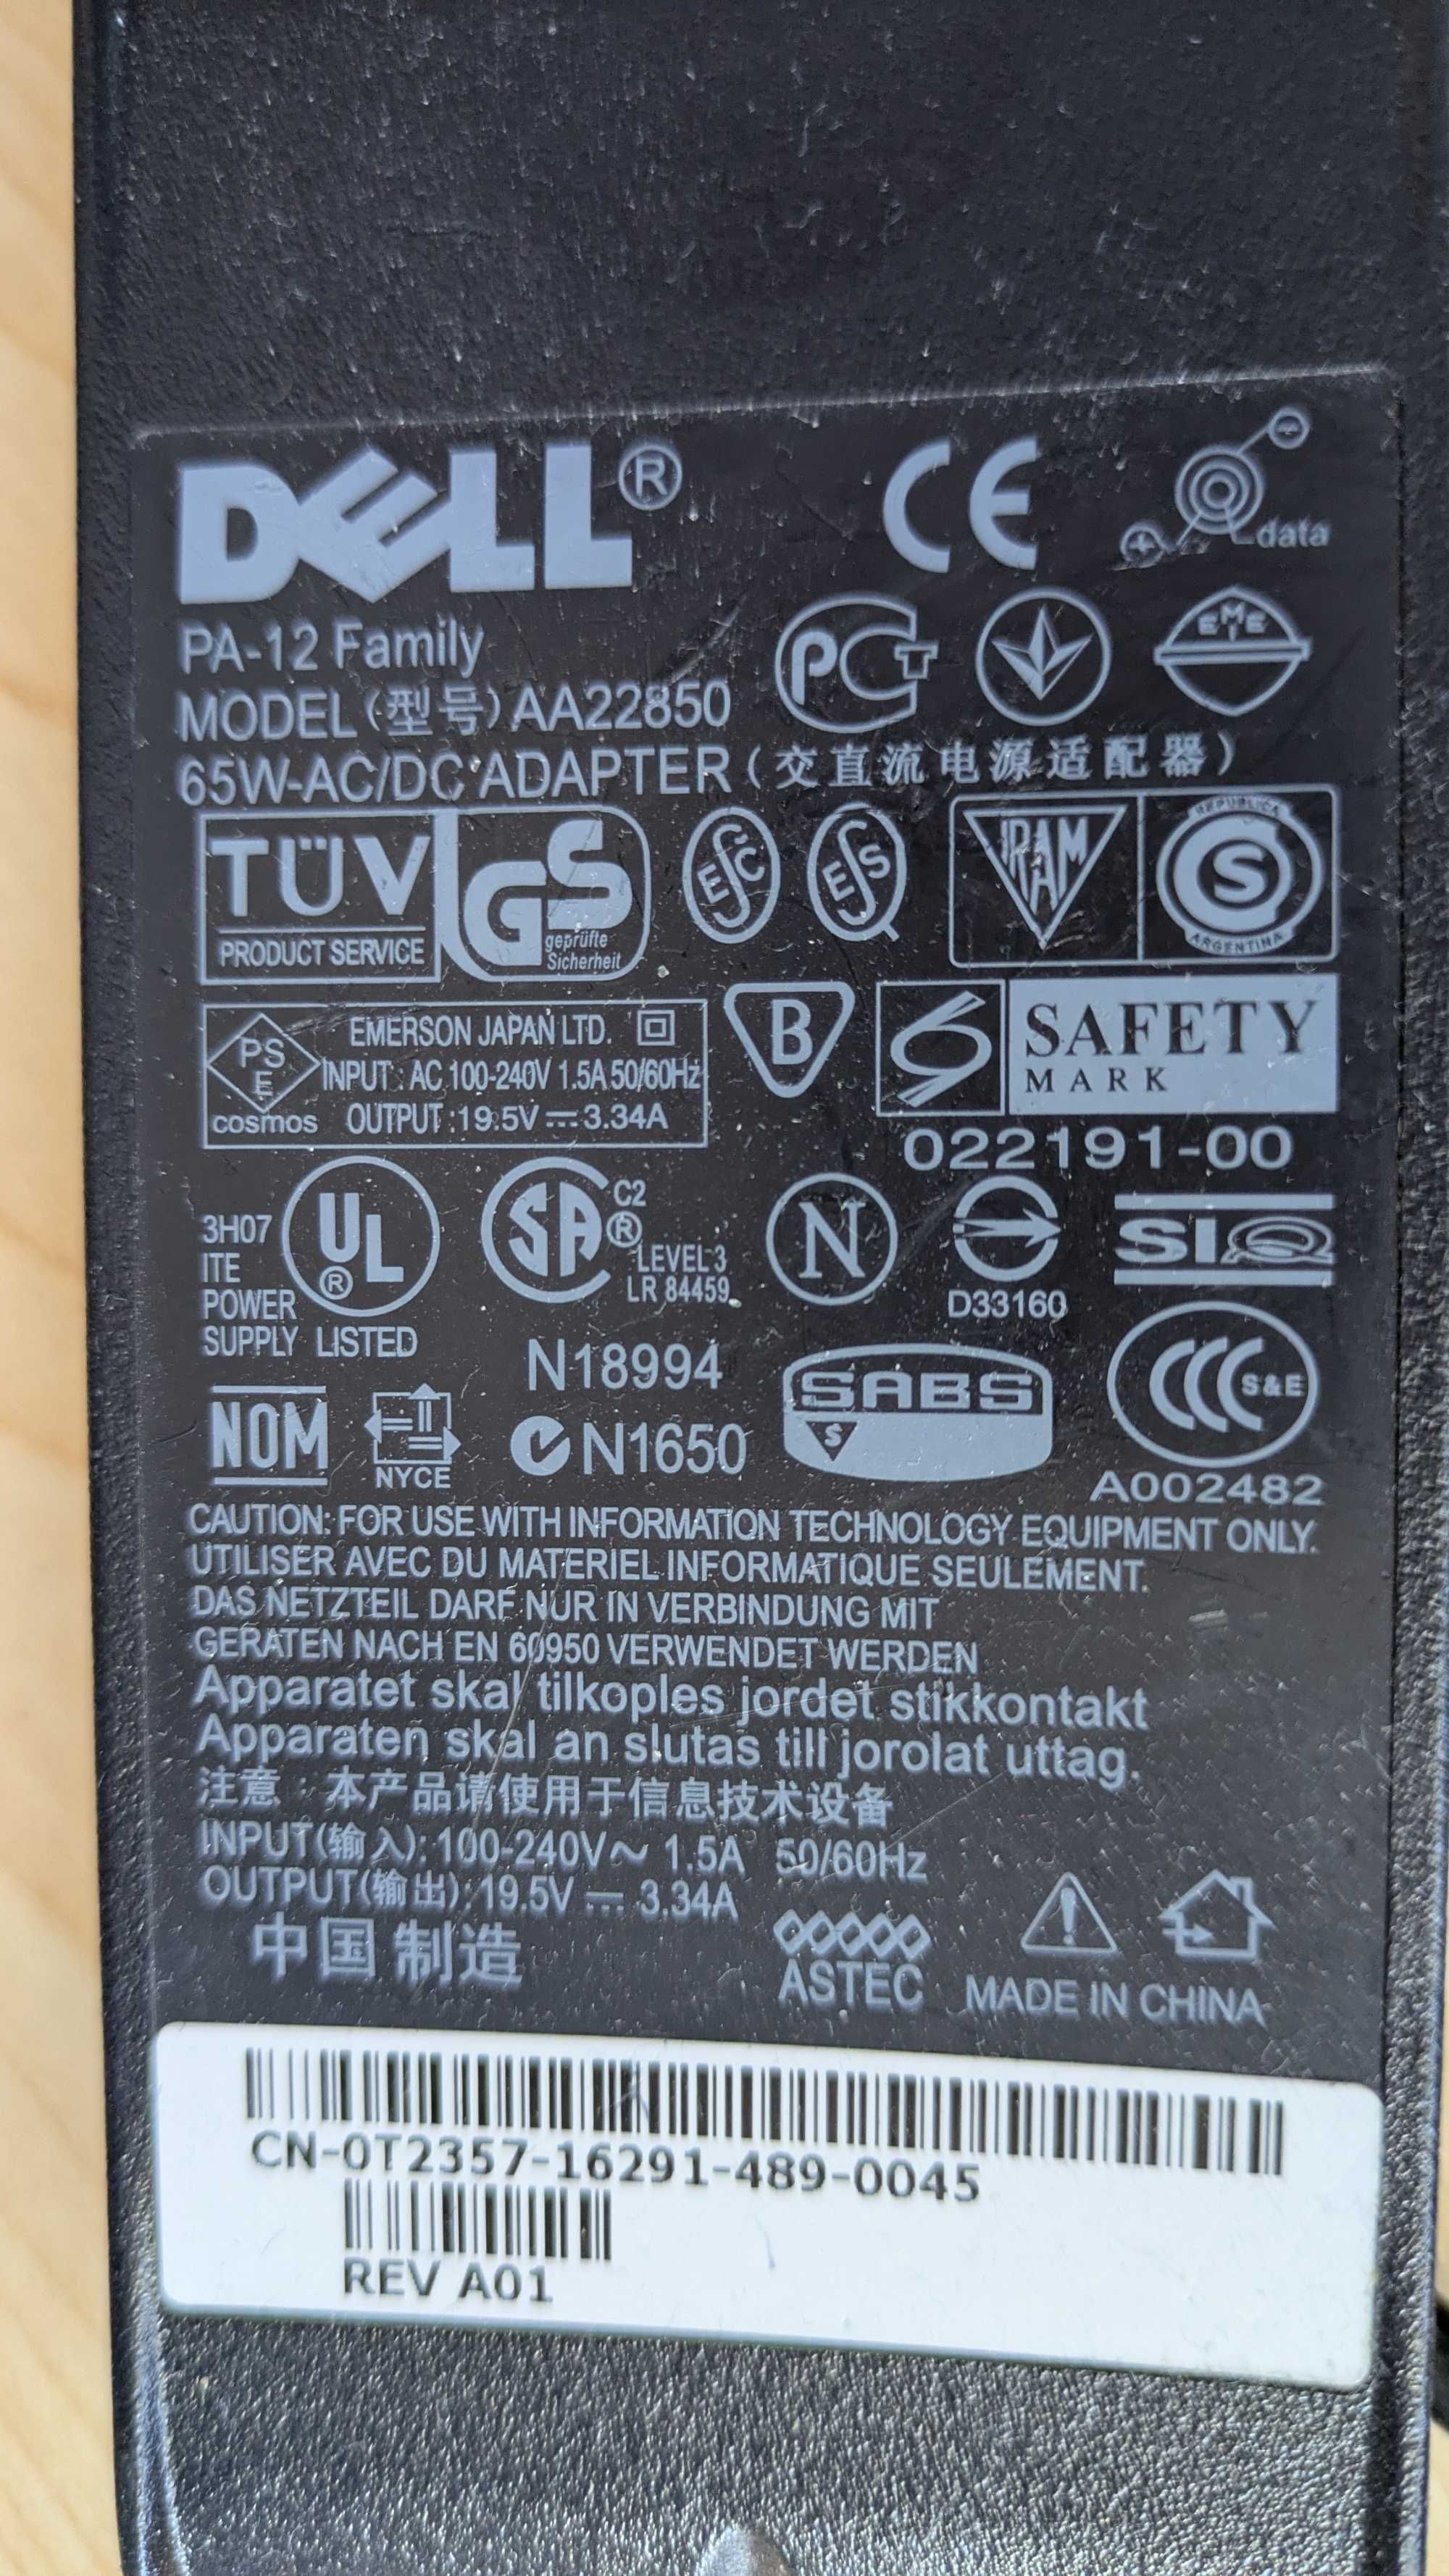 DELL®
CE
data
PA-12 Family
MODEL (型号) AA22850
PCT
EMEI
65W-AC/DC ADAPTER (交直流电源适配器)
TÜV
PRODUCT SERVICE
GS
geprüfte
Sicherheit
IRAM
REPUBLICA
S
ARGENTINA
PS
E
cosmos
EMERSON JAPAN LTD.
INPUT : AC 100-240V 1.5A 50/60Hz
OUTPUT :19.5V ⎓ 3.34A
B
SAFETY
MARK
022191-00
3H07
ITE
POWER
SUPPLY LISTED
UL®
SA®
C2
LEVEL 3
LR 84459
N
D33160
SIQ
N18994
NOM
NYCE
N1650
SABS
S
CCC S&E
A002482
CAUTION: FOR USE WITH INFORMATION TECHNOLOGY EQUIPMENT ONLY.
UTILISER AVEC DU MATERIEL INFORMATIQUE SEULEMENT.
DAS NETZTEIL DARF NUR IN VERBINDUNG MIT
GERATEN NACH EN 60950 VERWENDET WERDEN
Apparatet skal tilkoples jordet stikkontakt
Apparaten skal an slutas till jorolat uttag.
注意：本产品请使用于信息技术设备
INPUT(输入): 100-240V～ 1.5A 50/60Hz
OUTPUT(输出): 19.5V ⎓ 3.34A
中国制造
ASTEC
MADE IN CHINA
CN-0T2357-16291-489-0045
REV A01